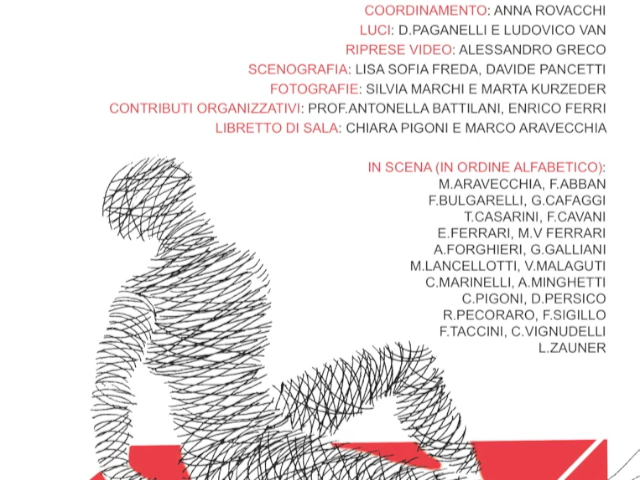 COORDINAMENTO: ANNA ROVACCHI
LUCI: D.PAGANELLI E LUDOVICO VAN
RIPRESE VIDEO: ALESSANDRO GRECO
SCENOGRAFIA: LISA SOFIA FREDA, DAVIDE PANCETTI
FOTOGRAFIE: SILVIA MARCHI E MARTA KURZEDER
CONTRIBUTI ORGANIZZATIVI: PROF.ANTONELLA BATTILANI, ENRICO FERRI
LIBRETTO DI SALA: CHIARA PIGONI E MARCO ARAVECCHIA
IN SCENA (IN ORDINE ALFABETICO):
M.ARAVECCHIA, F.ABBAN
F.BULGARELLI, G.CAFAGGI
T.CASARINI, F.CAVANI
E.FERRARI, M.V FERRARI
A.FORGHIERI, G.GALLIANI
M.LANCELLOTTI, V.MALAGUTI
C.MARINELLI, A.MINGHETTI
C.PIGONI, D.PERSICO
R.PECORARO, F.SIGILLO
F.TACCINI, C.VIGNUDELLI
L.ZAUNER